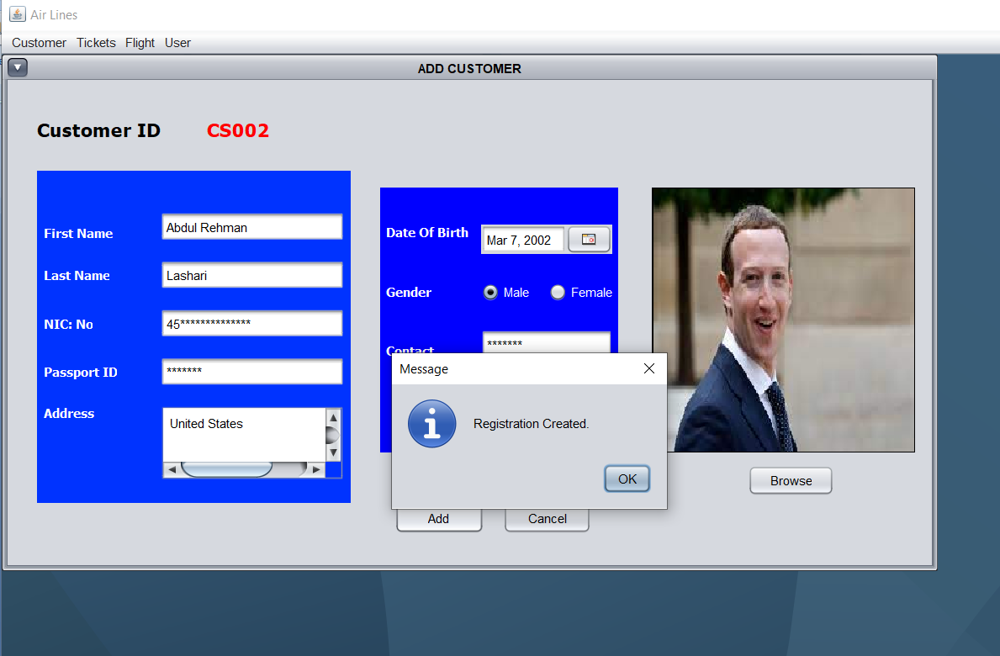 Air Lines
Customer Tickets Flight User
ADD CUSTOMER
Customer ID CS002
First Name Abdul Rehman
Last Name Lashari
NIC: No 45**************
Passport ID *******
Address United States
Date Of Birth Mar 7, 2002
Gender Male Female
Contact *******
Message
Registration Created.
OK
Browse
Add Cancel